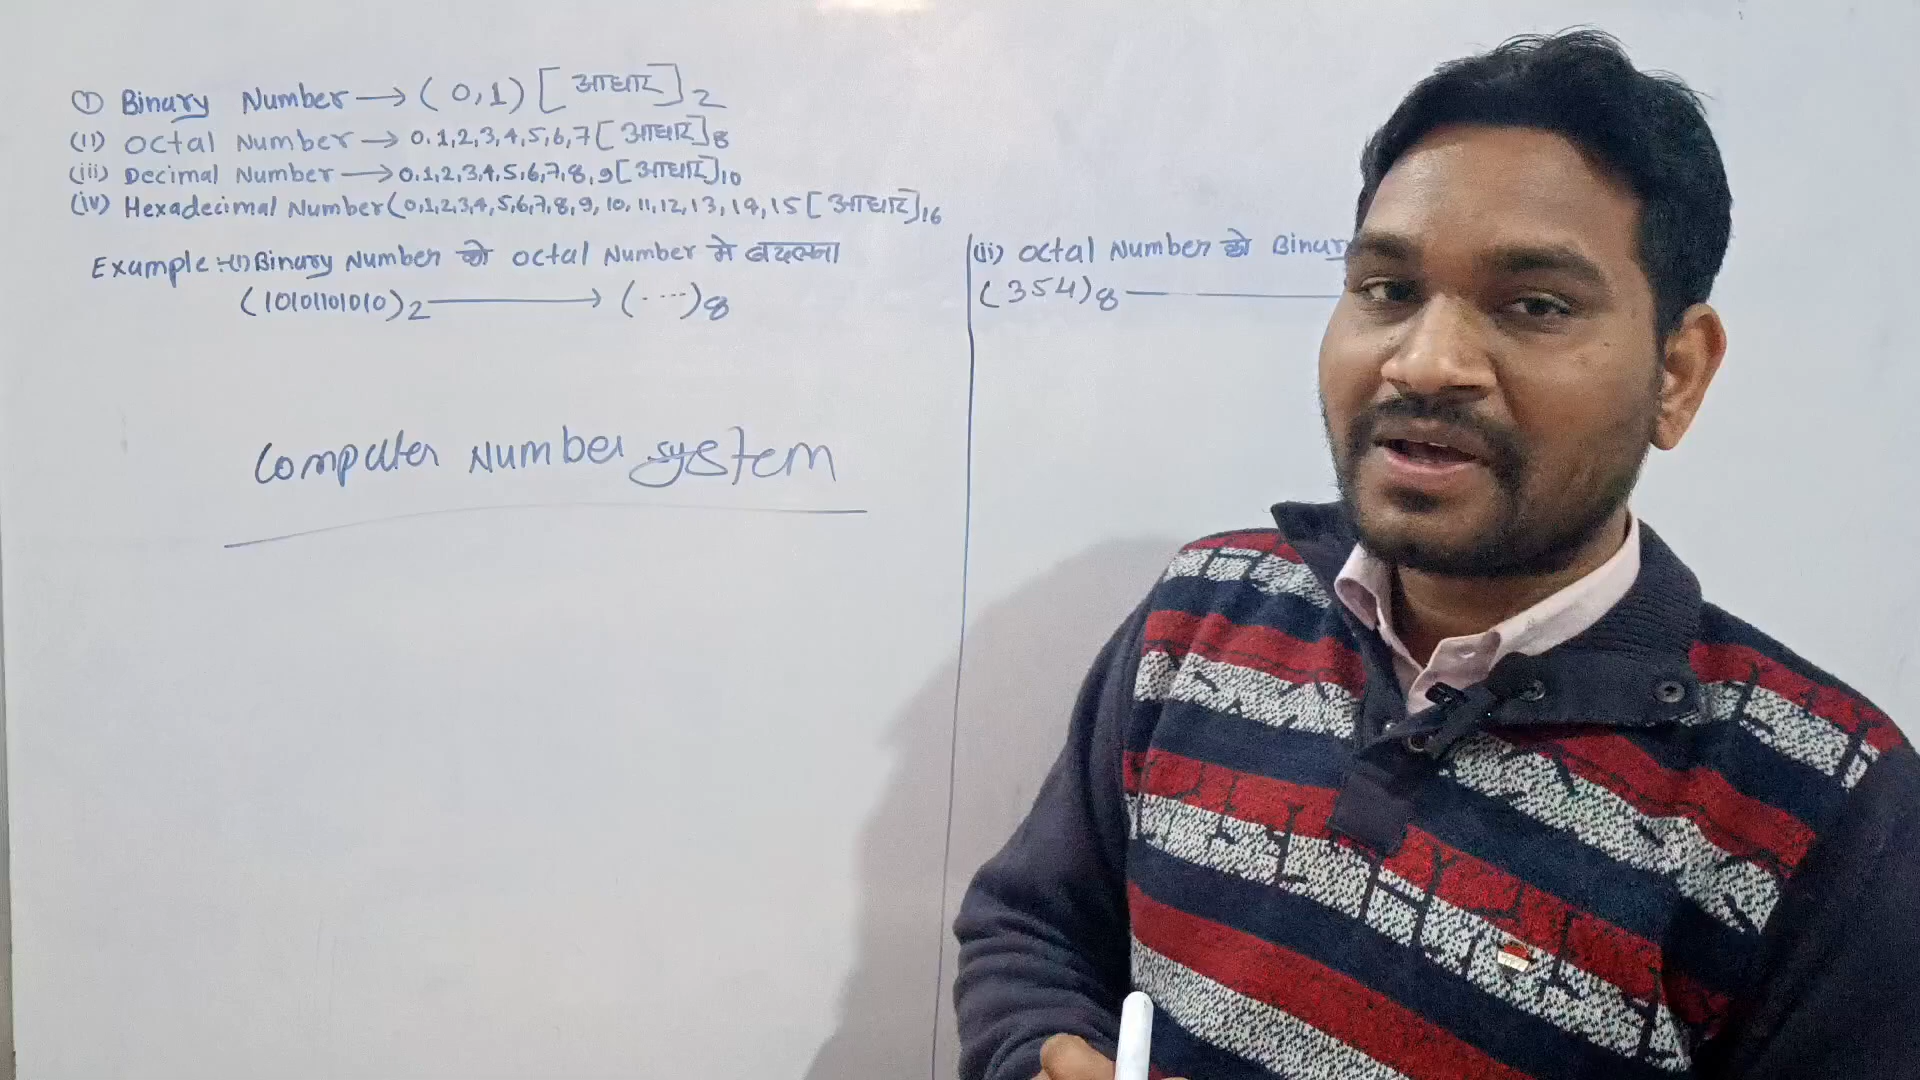 ① Binary Number → (0,1) [आधार]2
(ii) Octal Number → 0,1,2,3,4,5,6,7 [आधार]8
(iii) Decimal Number → 0,1,2,3,4,5,6,7,8,9 [आधार]10
(iv) Hexadecimal Number (0,1,2,3,4,5,6,7,8,9,10,11,12,13,14,15 [आधार]16
Example :- (i) Binary Number को Octal Number मे बदलना
(10101101010)2 → (....)8
(ii) Octal Number को Binary
(354)8
Computer Number system